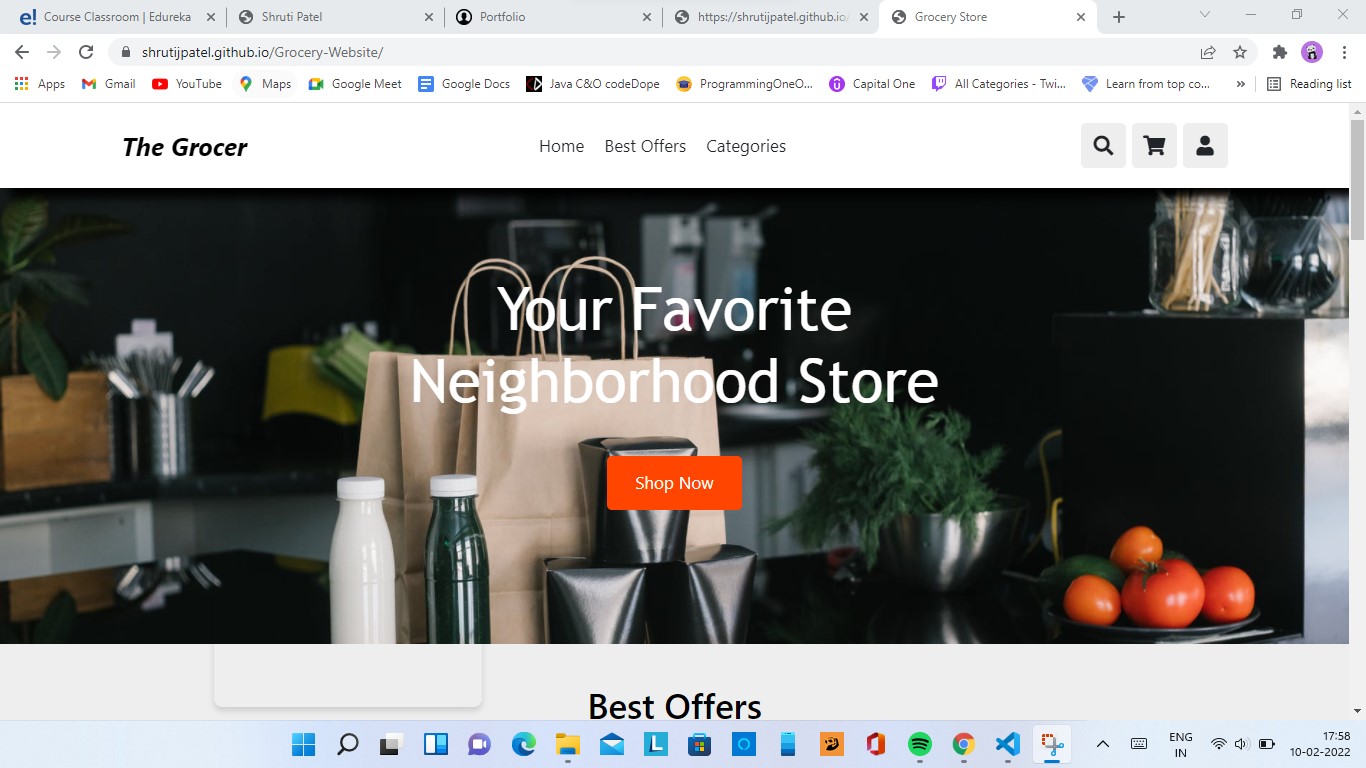 e! Course Classroom | Edureka
Shruti Patel
Portfolio
https://shrutijpatel.github.io/
Grocery Store
shrutijpatel.github.io/Grocery-Website/
Apps
Gmail
YouTube
Maps
Google Meet
Google Docs
Java C&O codeDope
ProgrammingOneO...
Capital One
All Categories - Twi...
Learn from top co...
»
Reading list
The Grocer
Home
Best Offers
Categories
Your Favorite
Neighborhood Store
Shop Now
Best Offers
L
ENG
IN
17:58
10-02-2022